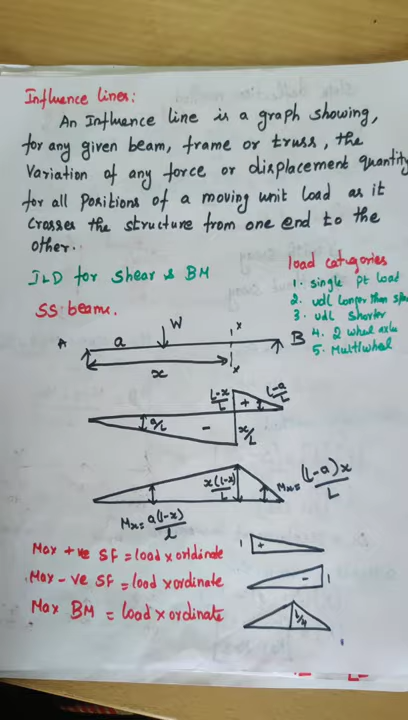 Influence lines:
An Influence line is a graph showing,
for any given beam, frame or truss, the
variation of any force or displacement quantity
for all positions of a moving unit load as it
crosses the structure from one end to the
other.
ILD for shear & BM
SS beams.
load categories
1. single pt load
2. udl longer than span
3. udl shorter
4. 2 wheel axle
5. Multiwheel
W
x
A a B
x
x
L-x/L + L-a/L
a/L - x/L
x(L-x)/L Mx= (L-a)x/L
Mx= a(l-x)/l
Max +ve SF = load x oridinate 1 +
Max -ve SF = load x ordinate - 1
Max BM = load x ordinate L/4